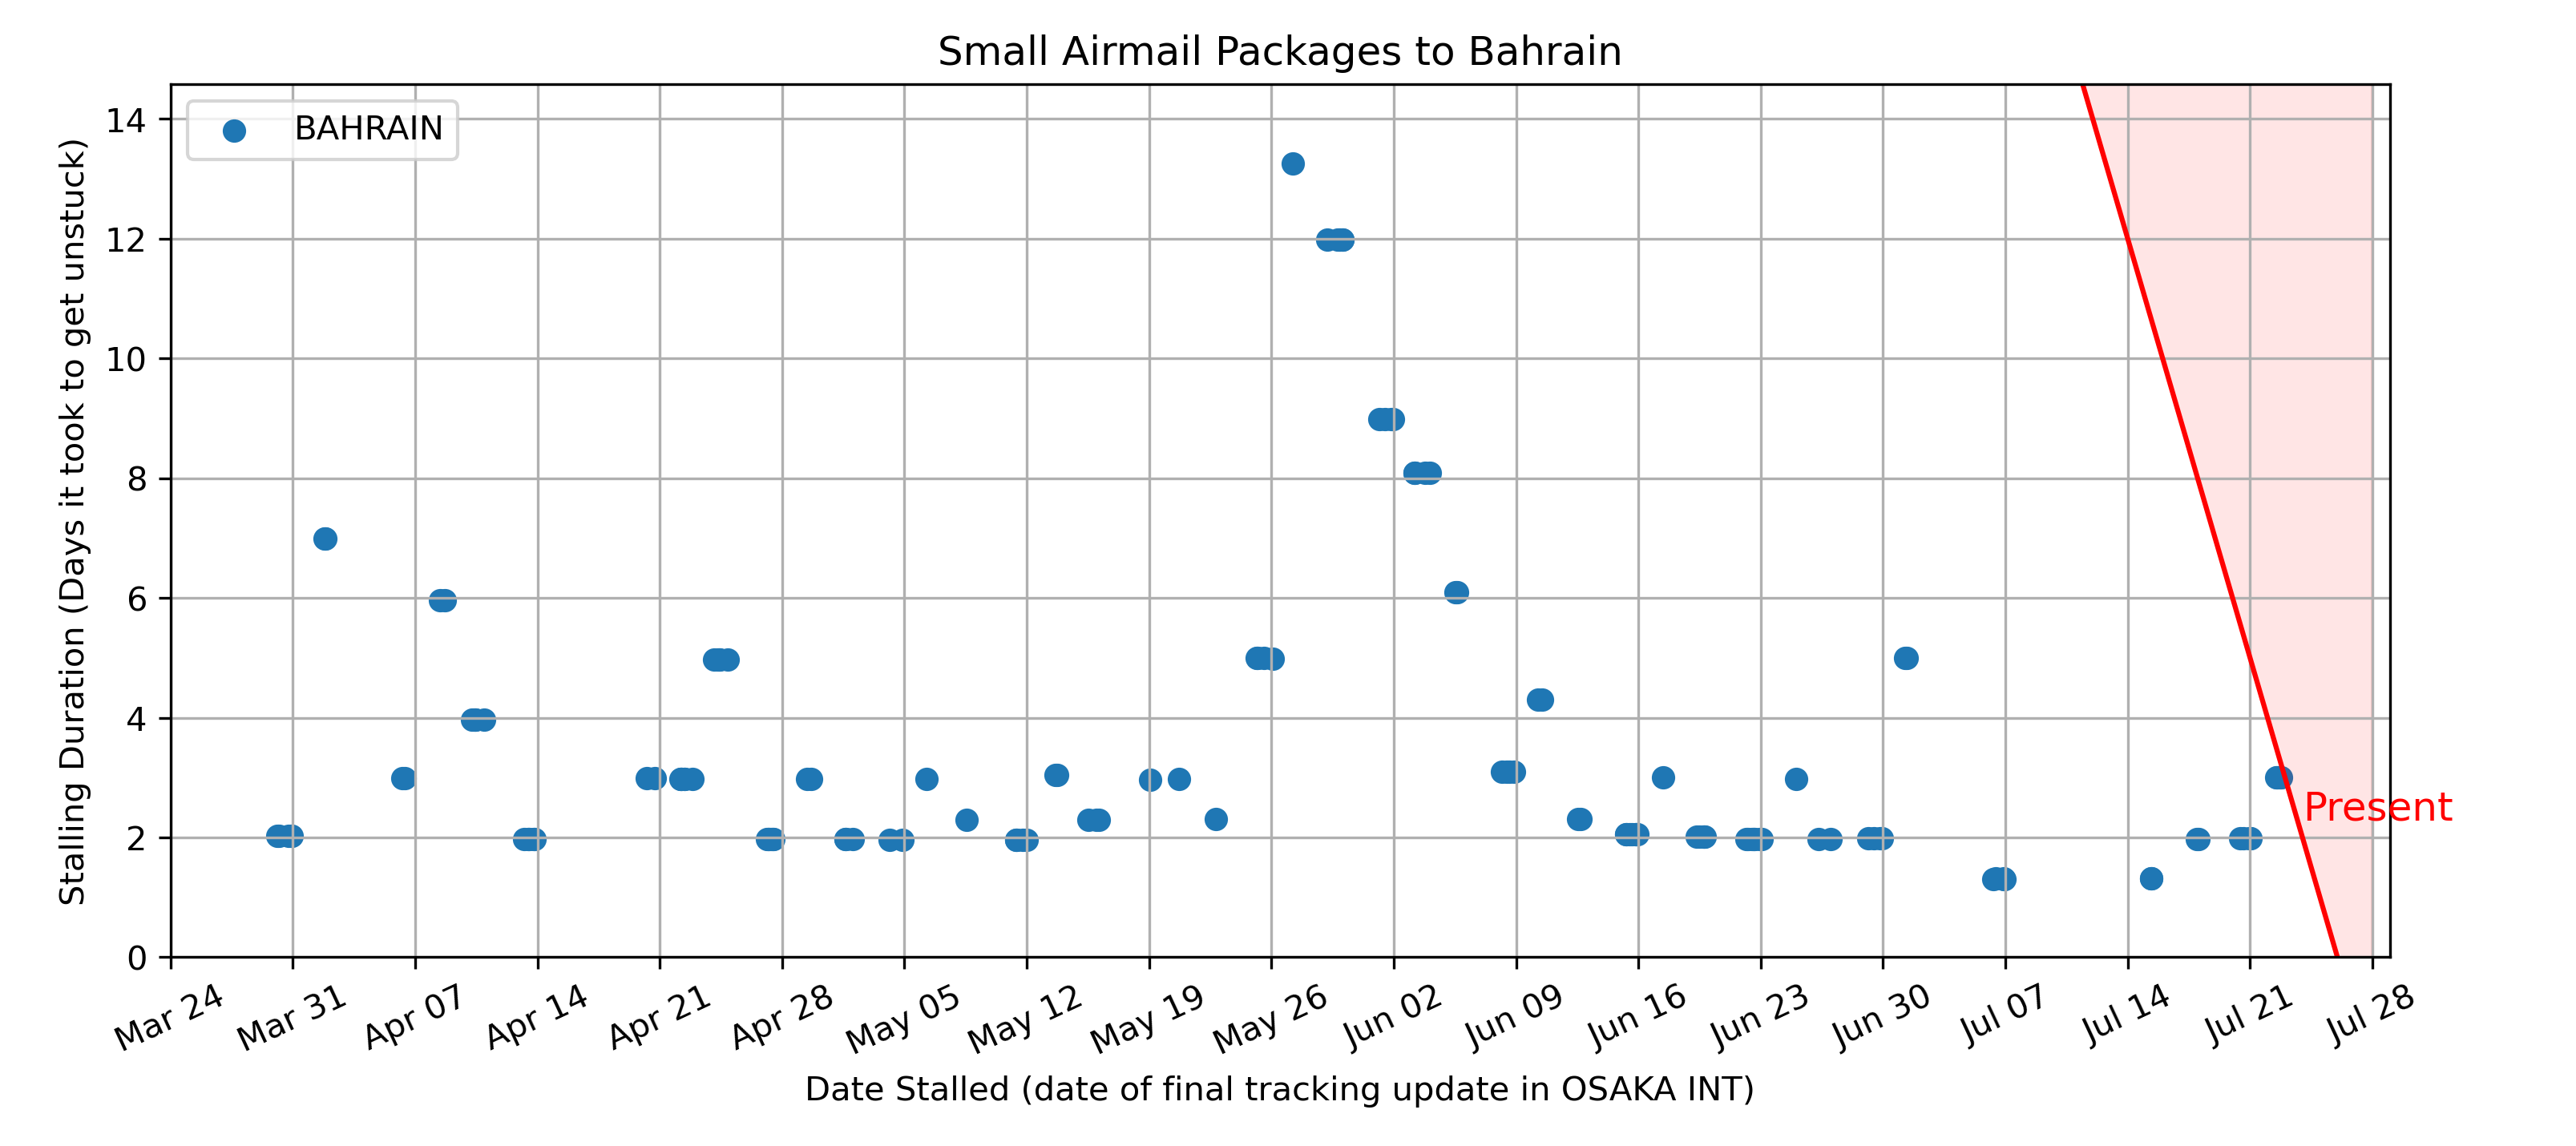 Small Airmail Packages to Bahrain
BAHRAIN
Stalling Duration (Days it took to get unstuck)
14
12
10
8
6
4
2
0
Present
Mar 24
Mar 31
Apr 07
Apr 14
Apr 21
Apr 28
May 05
May 12
May 19
May 26
Jun 02
Jun 09
Jun 16
Jun 23
Jun 30
Jul 07
Jul 14
Jul 21
Jul 28
Date Stalled (date of final tracking update in OSAKA INT)